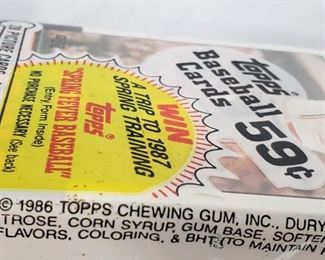 PICTURE CARDS
topps
Baseball
Cards
59¢
WIN
A TRIP TO 1987
SPRING TRAINING
topps
"SPRING FEVER BASEBALL"
(Entry form inside)
NO PURCHASE NECESSARY (See back)
© 1986 TOPPS CHEWING GUM, INC., DURY
TROSE, CORN SYRUP, GUM BASE, SOFTE
FLAVORS, COLORING, & BHT (TO MAINTAIN